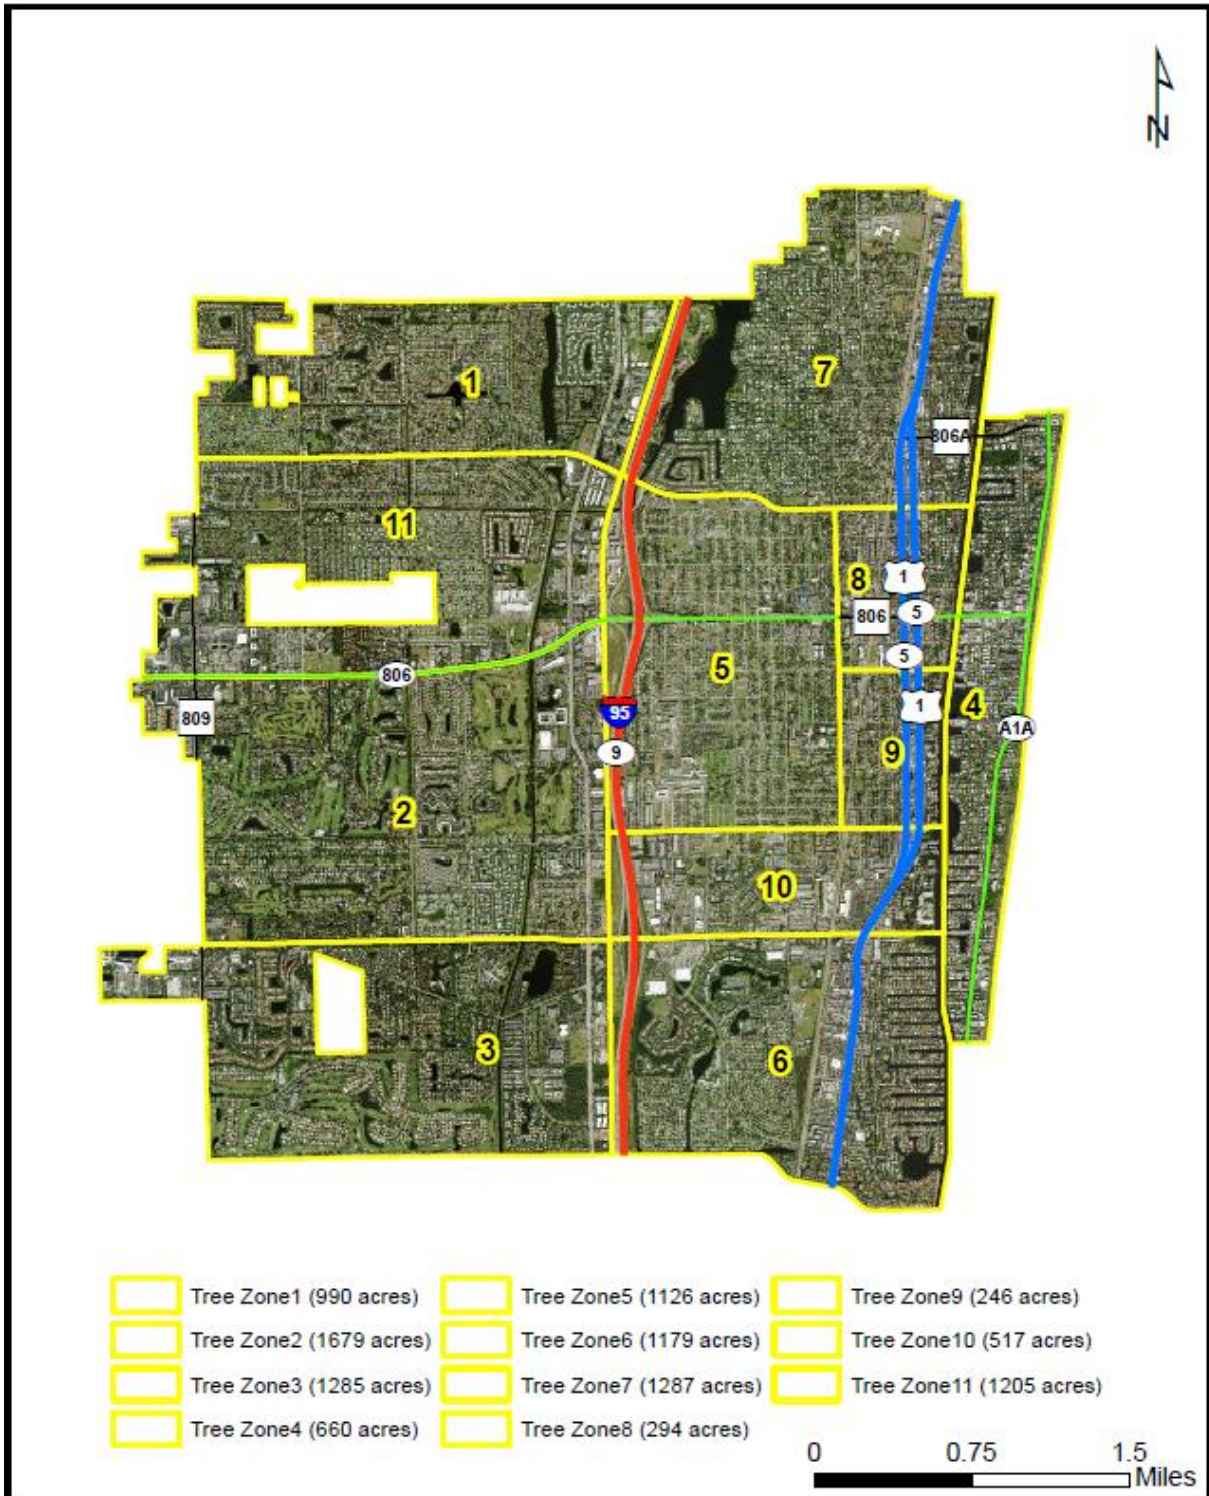 N
7
1
806A
11
8
1
806
5
5
806
5
95
1
4
809
A1A
9
9
2
10
3
6
Tree Zone1 (990 acres)
Tree Zone5 (1126 acres)
Tree Zone9 (246 acres)
Tree Zone2 (1679 acres)
Tree Zone6 (1179 acres)
Tree Zone10 (517 acres)
Tree Zone3 (1285 acres)
Tree Zone7 (1287 acres)
Tree Zone11 (1205 acres)
Tree Zone4 (660 acres)
Tree Zone8 (294 acres)
0 0.75 1.5
Miles